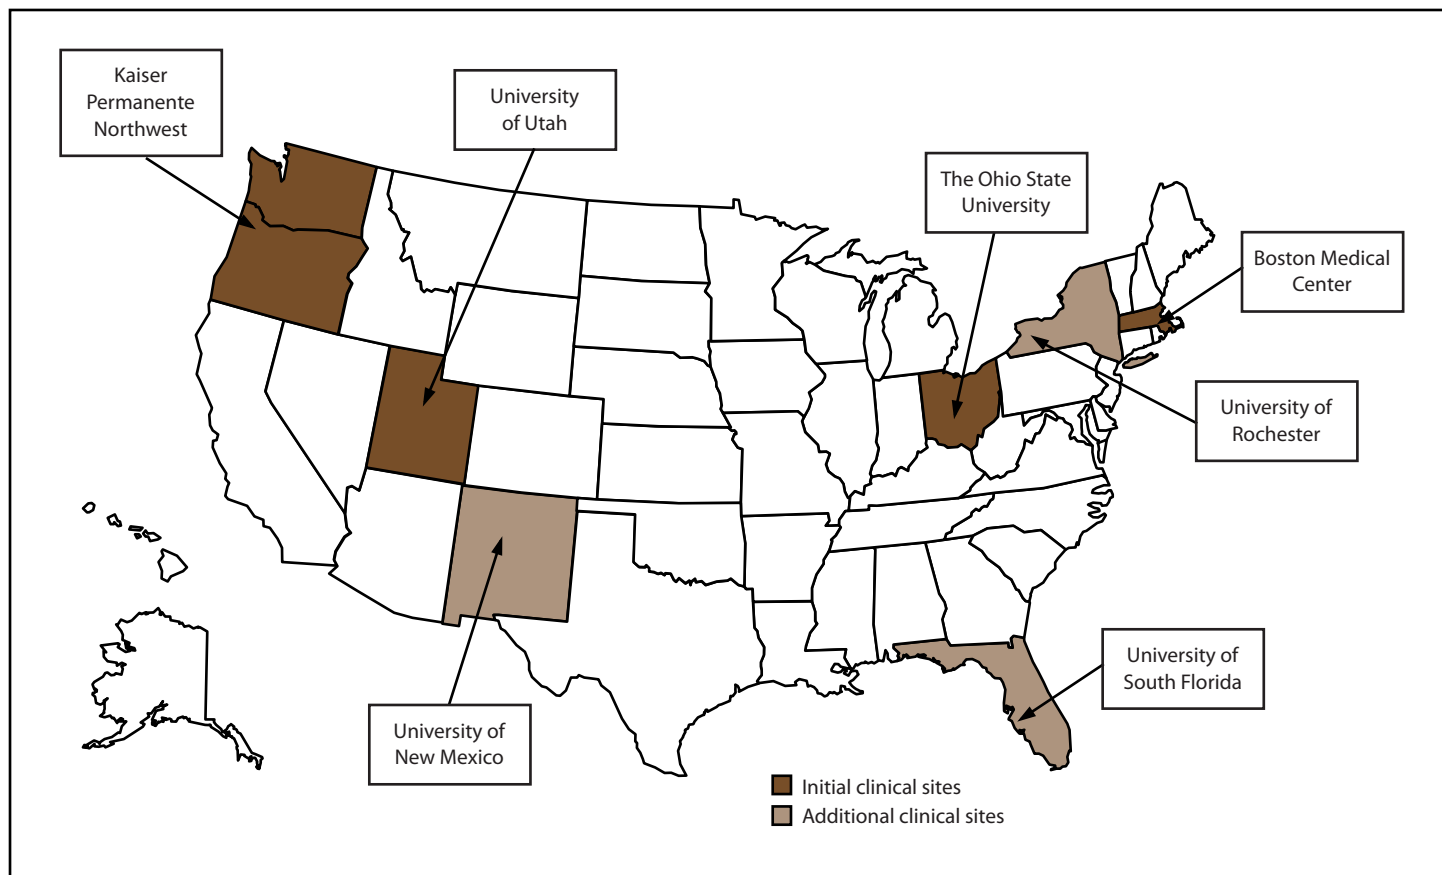 Kaiser
Permanente
Northwest
University
of Utah
The Ohio State
University
Boston Medical
Center
University of
Rochester
University of
South Florida
University of
New Mexico
Initial clinical sites
Additional clinical sites